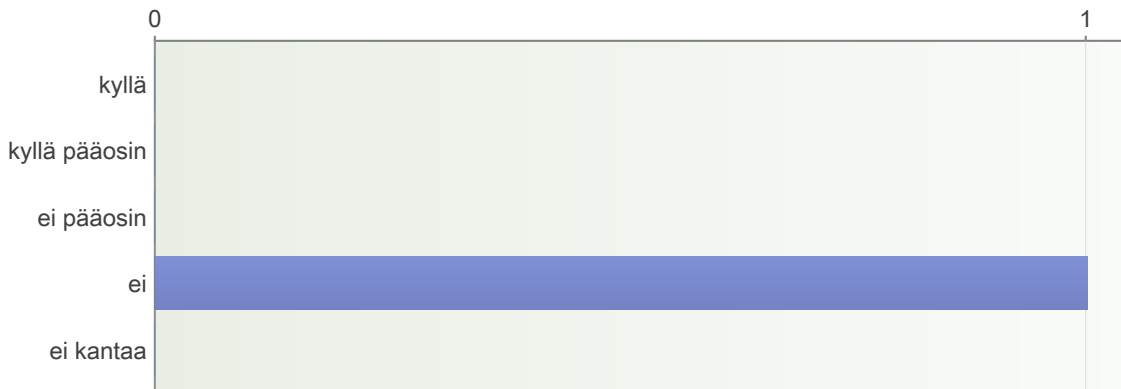 0 1
kyllä
kyllä pääosin
ei pääosin
ei
ei kantaa